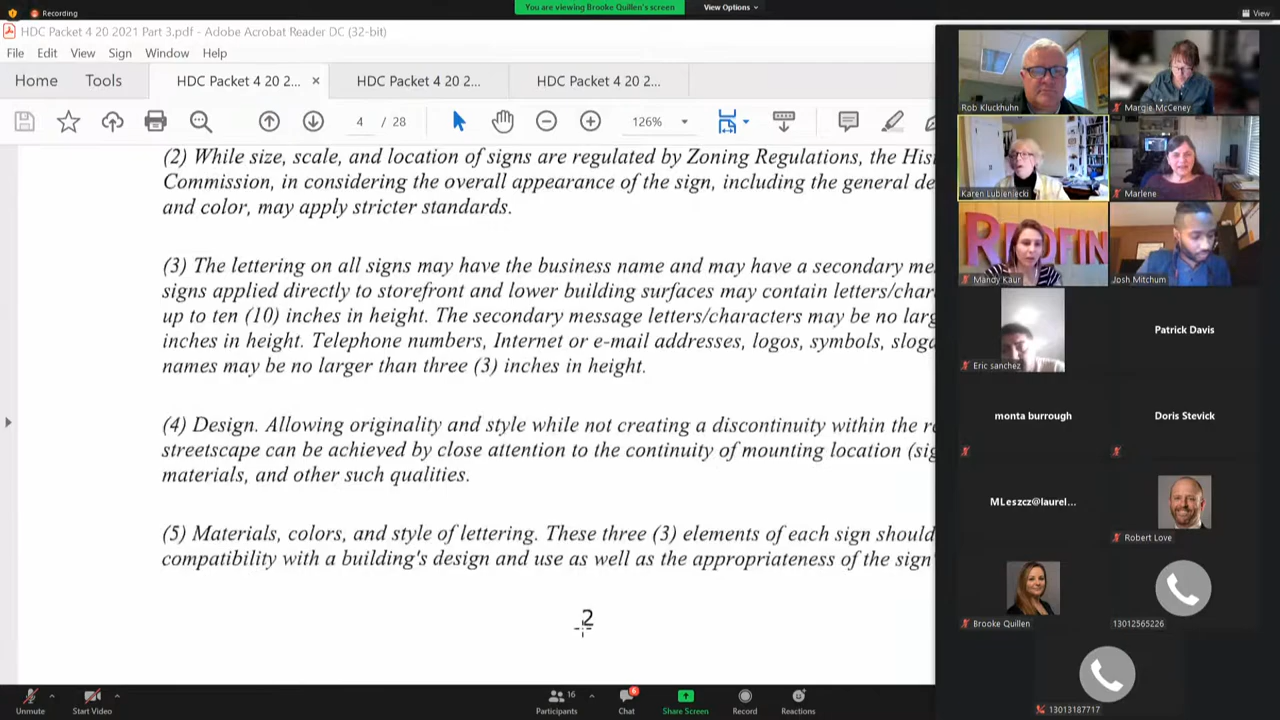 Recording
You are viewing Brooke Quillen's screen
View Options
View
HDC Packet 4 20 2021 Part 3.pdf - Adobe Acrobat Reader DC (32-bit)
File Edit View Sign Window Help
Home Tools HDC Packet 4 20 2... × HDC Packet 4 20 2... HDC Packet 4 20 2...
4 / 28 126%
(2) While size, scale, and location of signs are regulated by Zoning Regulations, the His
Commission, in considering the overall appearance of the sign, including the general de
and color, may apply stricter standards.
(3) The lettering on all signs may have the business name and may have a secondary me
signs applied directly to storefront and lower building surfaces may contain letters/char
up to ten (10) inches in height. The secondary message letters/characters may be no larg
inches in height. Telephone numbers, Internet or e-mail addresses, logos, symbols, sloga
names may be no larger than three (3) inches in height.
(4) Design. Allowing originality and style while not creating a discontinuity within the r
streetscape can be achieved by close attention to the continuity of mounting location (sig
materials, and other such qualities.
(5) Materials, colors, and style of lettering. These three (3) elements of each sign should
compatibility with a building's design and use as well as the appropriateness of the sign'
2
Rob Kluckhuhn
Margie McCeney
Karen Lubieniecki
Marlene
REDFIN
Mandy Kaur
Josh Mitchum
Eric sanchez
Patrick Davis
monta burrough
Doris Stevick
MLeszcz@laurel...
Robert Love
Brooke Quillen
13012565226
13013187717
Unmute
Start Video
Participants 16
Chat 6
Share Screen
Record
Reactions